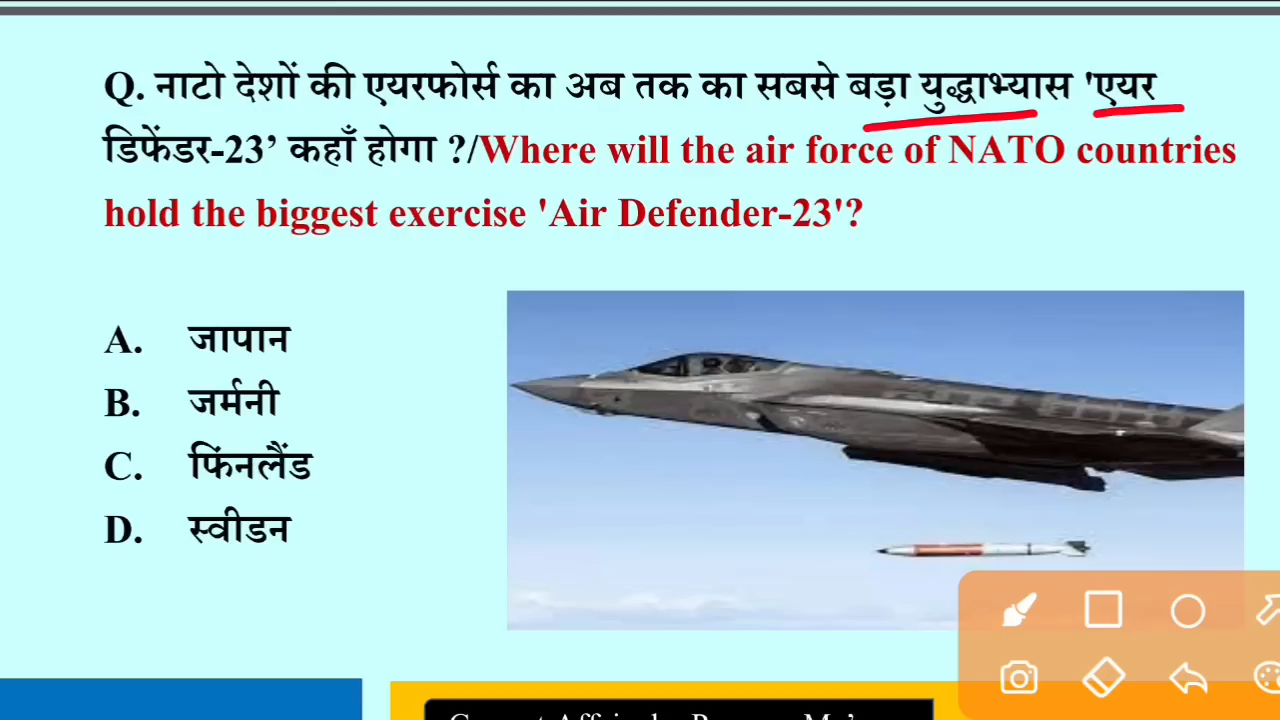 Q. नाटो देशों की एयरफोर्स का अब तक का सबसे बड़ा युद्धाभ्यास 'एयर
डिफेंडर-23’ कहाँ होगा ?/Where will the air force of NATO countries
hold the biggest exercise 'Air Defender-23'?
A. जापान
B. जर्मनी
C. फिंनलैंड
D. स्वीडन